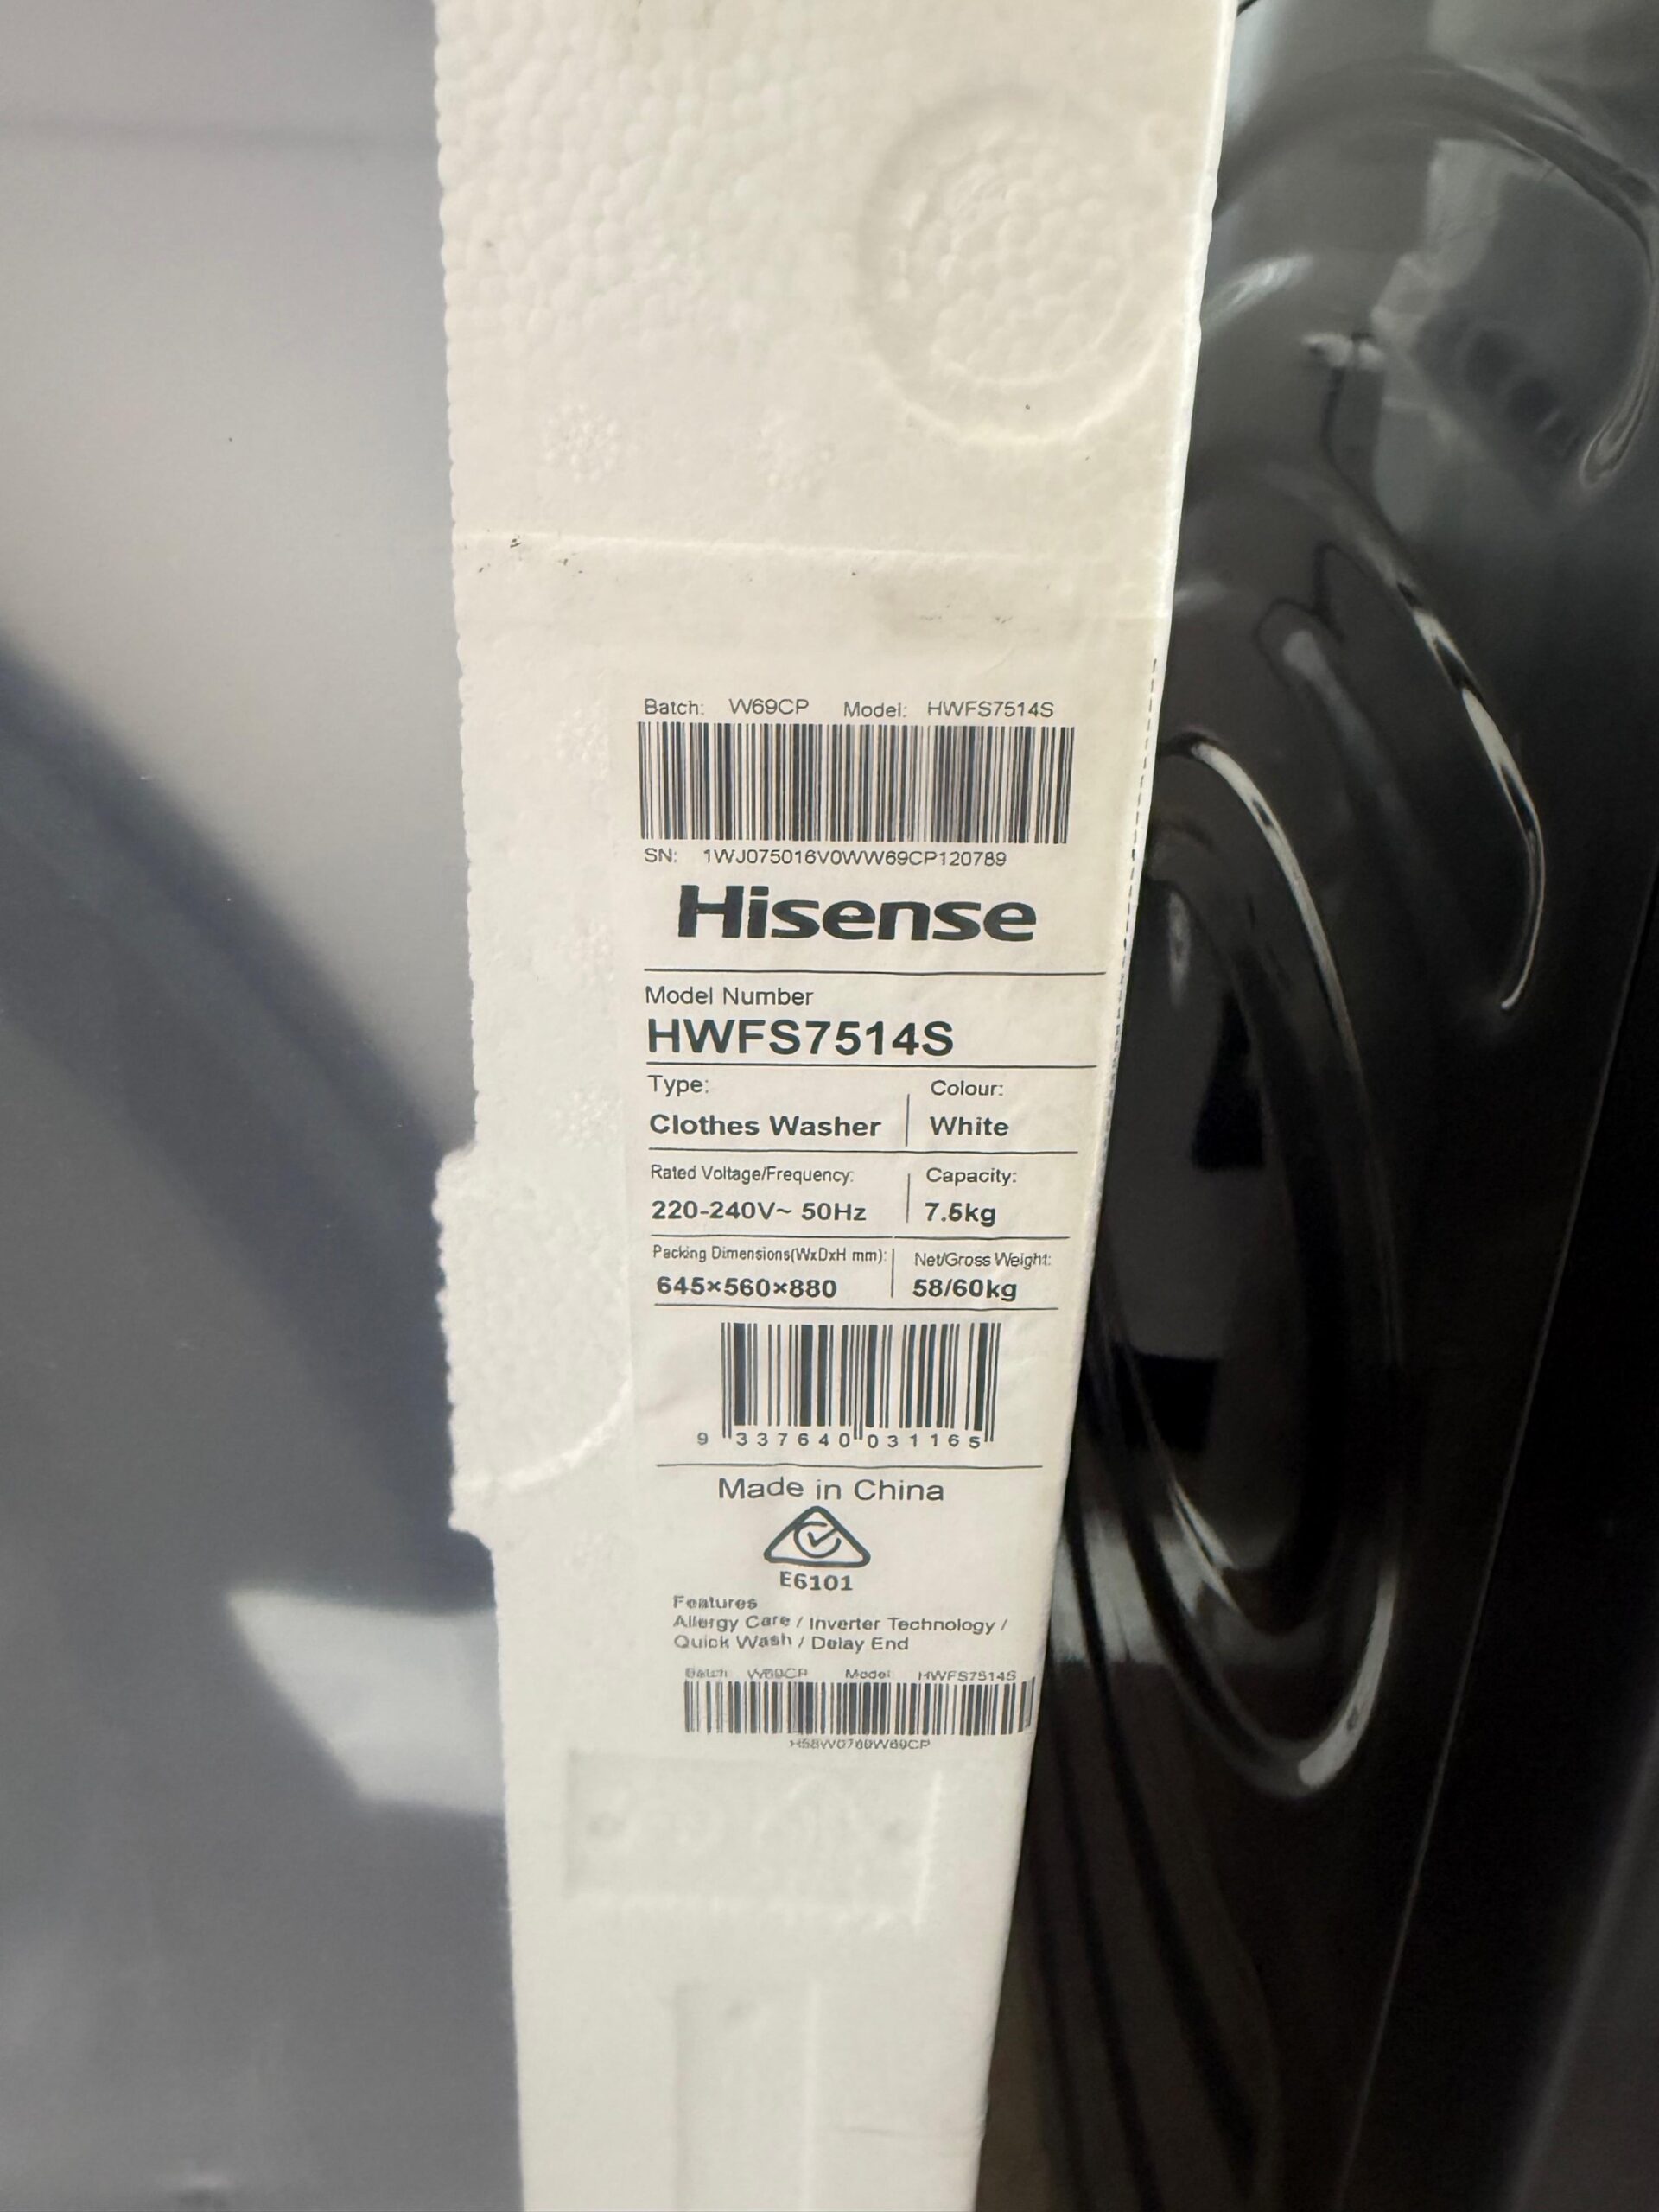 Batch: W69CP Model: HWFS7514S
SN: 1WJ075016V0WW69CP120789
Hisense
Model Number
HWFS7514S
Type: Colour:
Clothes Washer White
Rated Voltage/Frequency: Capacity:
220-240V~ 50Hz 7.5kg
Packing Dimensions(WxDxH mm): Net/Gross Weight:
645×560×880 58/60kg
9 337640 031165
Made in China
E6101
Features
Allergy Care / Inverter Technology /
Quick Wash / Delay End
Batch: W69CP Model: HWFS7514S